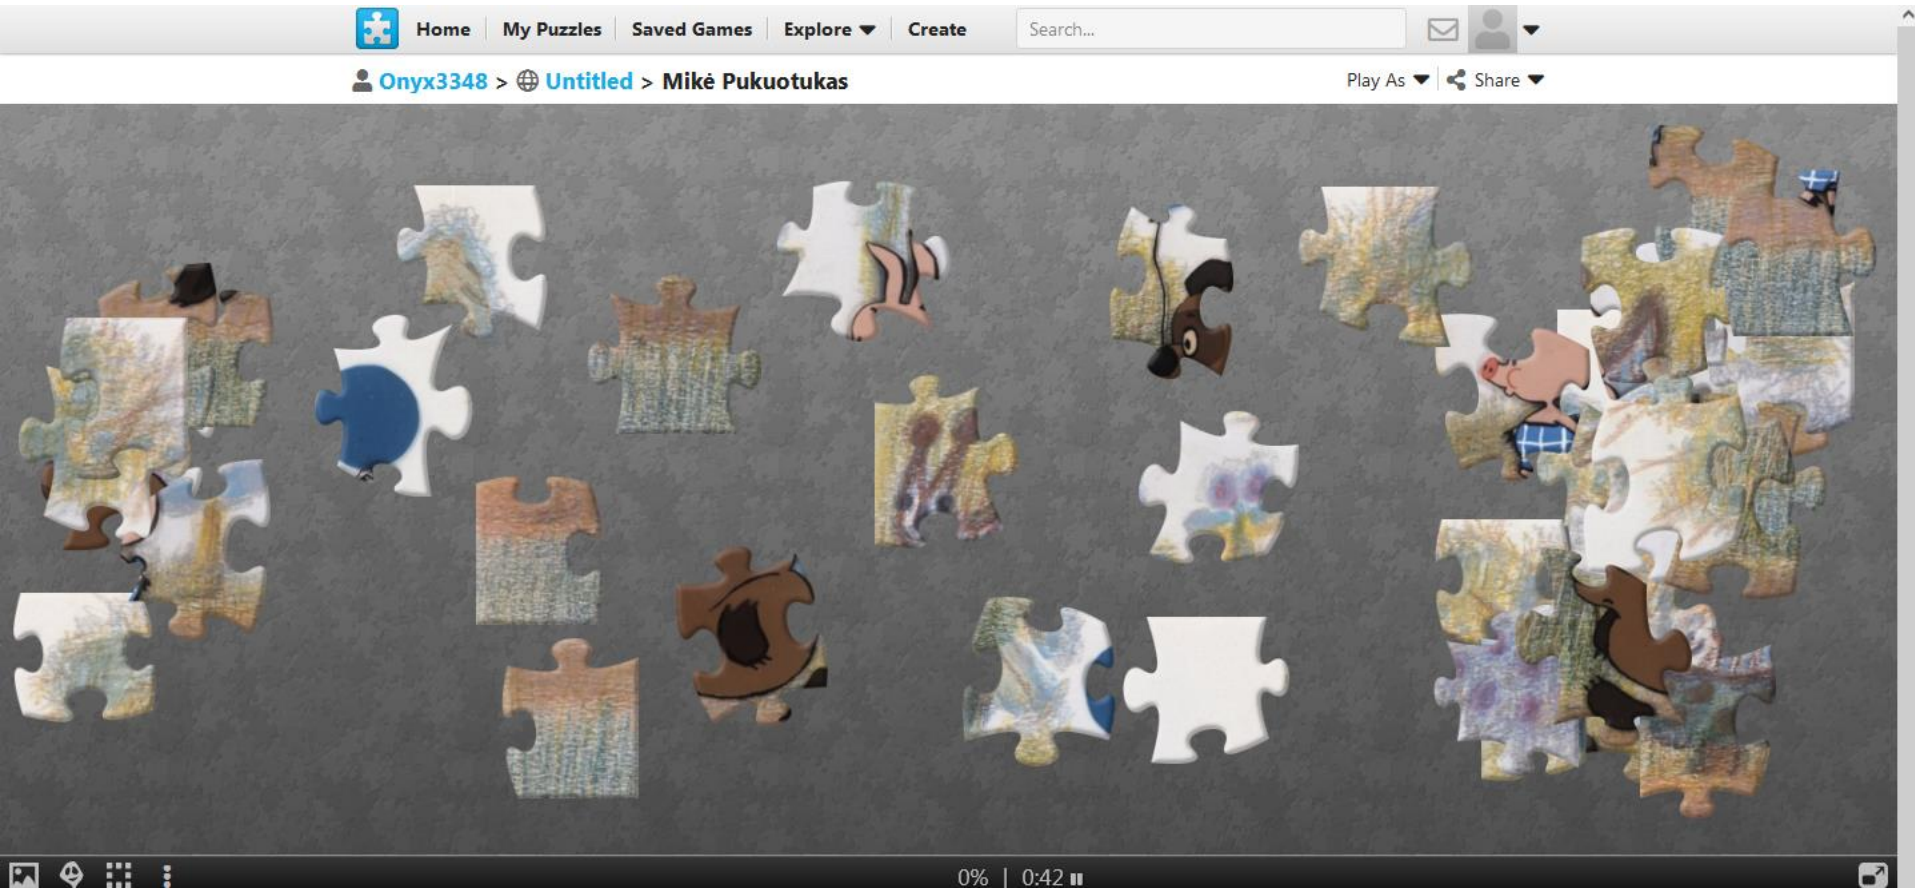 Home My Puzzles Saved Games Explore Create Search...
Onyx3348 > Untitled > Mikė Pukuotukas Play As Share
0% | 0:42